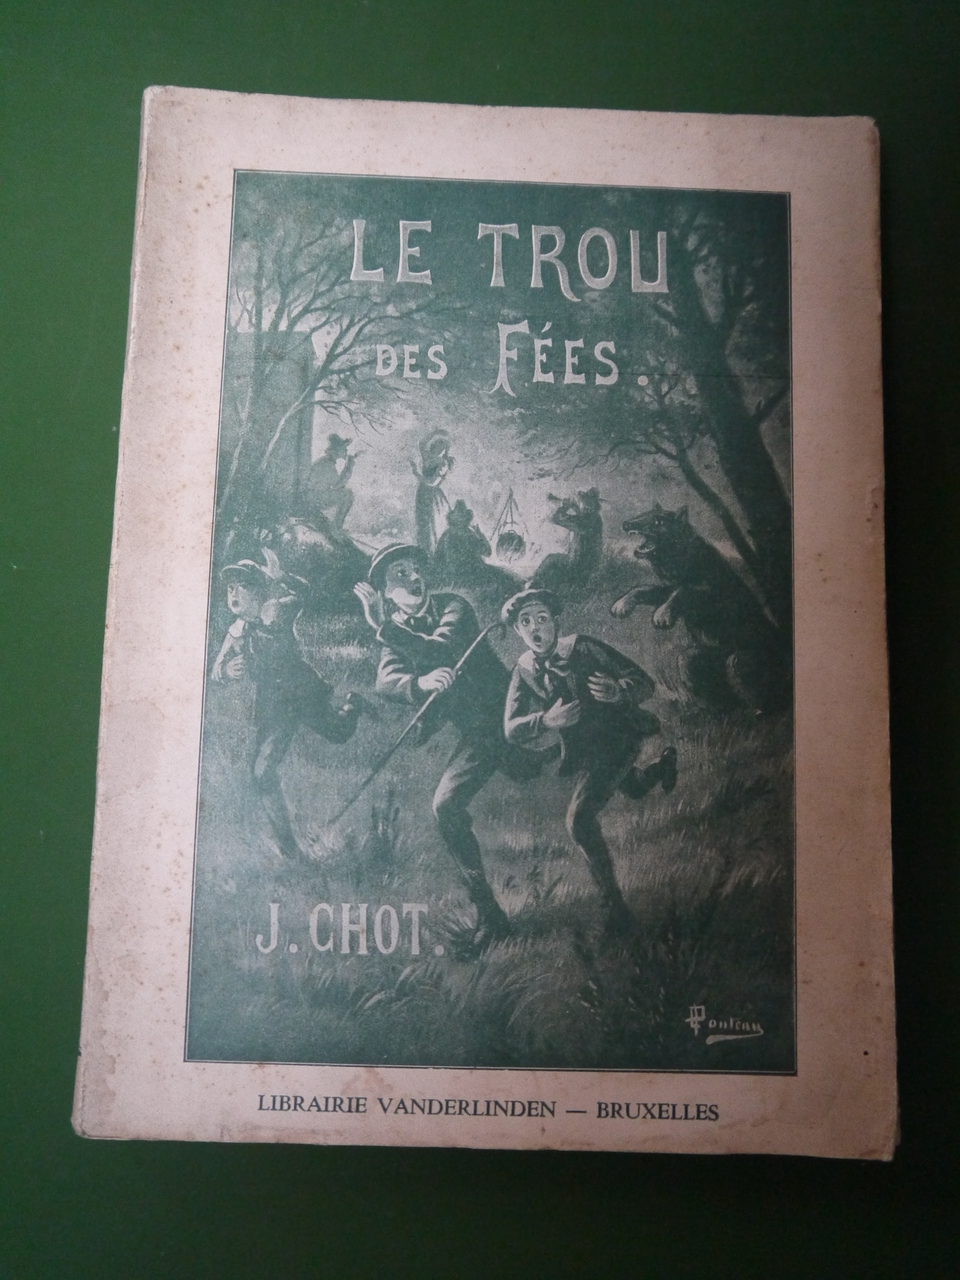 LE TROU
DES FÉES.
J. CHOT.
LIBRAIRIE VANDERLINDEN — BRUXELLES